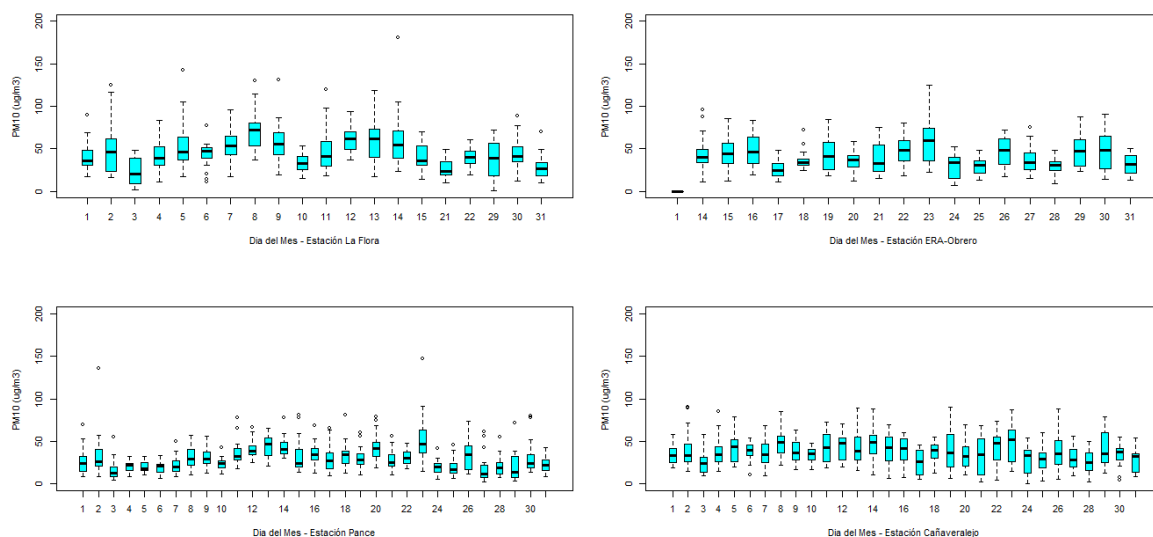 PM10 (ug/m3)
200
150
100
50
0
1 2 3 4 5 6 7 8 9 10 11 12 13 14 15 21 22 29 30 31
Dia del Mes - Estación La Flora
PM10 (ug/m3)
200
150
100
50
0
1 14 15 16 17 18 19 20 21 22 23 24 25 26 27 28 29 30 31
Dia del Mes - Estación ERA-Obrero
PM10 (ug/m3)
200
150
100
50
0
1 2 3 4 5 6 7 8 9 10 12 14 16 18 20 22 24 26 28 30
Dia del Mes - Estación Pance
PM10 (ug/m3)
200
150
100
50
0
1 2 3 4 5 6 7 8 9 10 12 14 16 18 20 22 24 26 28 30
Dia del Mes - Estación Cañaveralejo